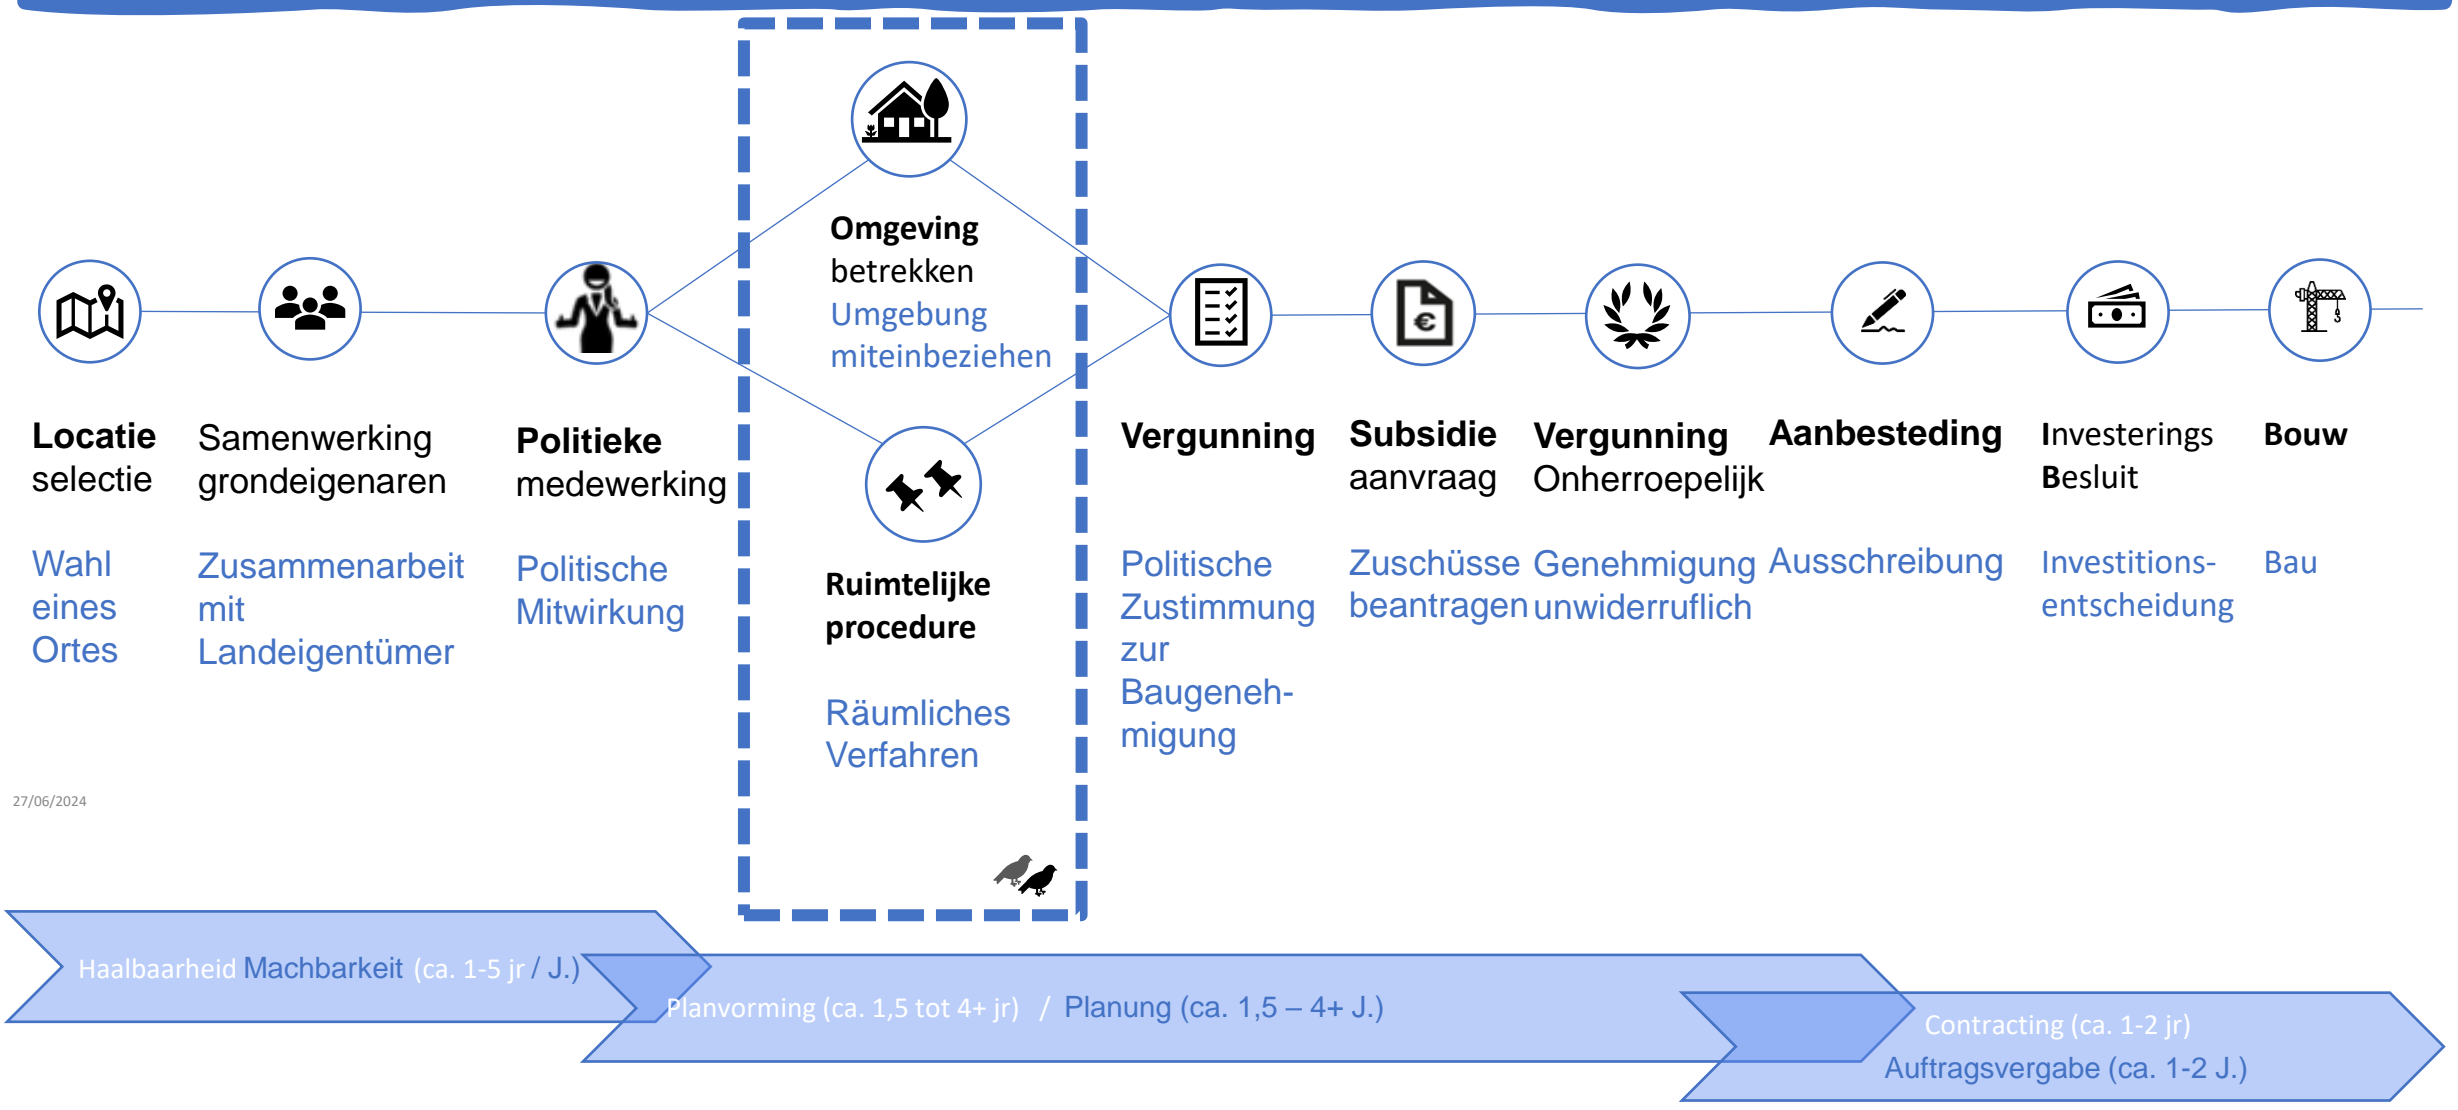 Omgeving
betrekken
Umgebung
miteinbeziehen
Locatie
selectie
Wahl
eines
Ortes
Samenwerking
grondeigenaren
Zusammenarbeit
mit
Landeigentümer
Politieke
medewerking
Politische
Mitwirkung
Ruimtelijke
procedure
Räumliches
Verfahren
Vergunning
Politische
Zustimmung
zur
Baugeneh-
migung
Subsidie
aanvraag
Zuschüsse
beantragen
Vergunning
Onherroepelijk
Genehmigung
unwiderruflich
Aanbesteding
Ausschreibung
Investerings
Besluit
Investitions-
entscheidung
Bouw
Bau
27/06/2024
Haalbaarheid Machbarkeit (ca. 1-5 jr / J.)
Planvorming (ca. 1,5 tot 4+ jr) / Planung (ca. 1,5 – 4+ J.)
Contracting (ca. 1-2 jr)
Auftragsvergabe (ca. 1-2 J.)